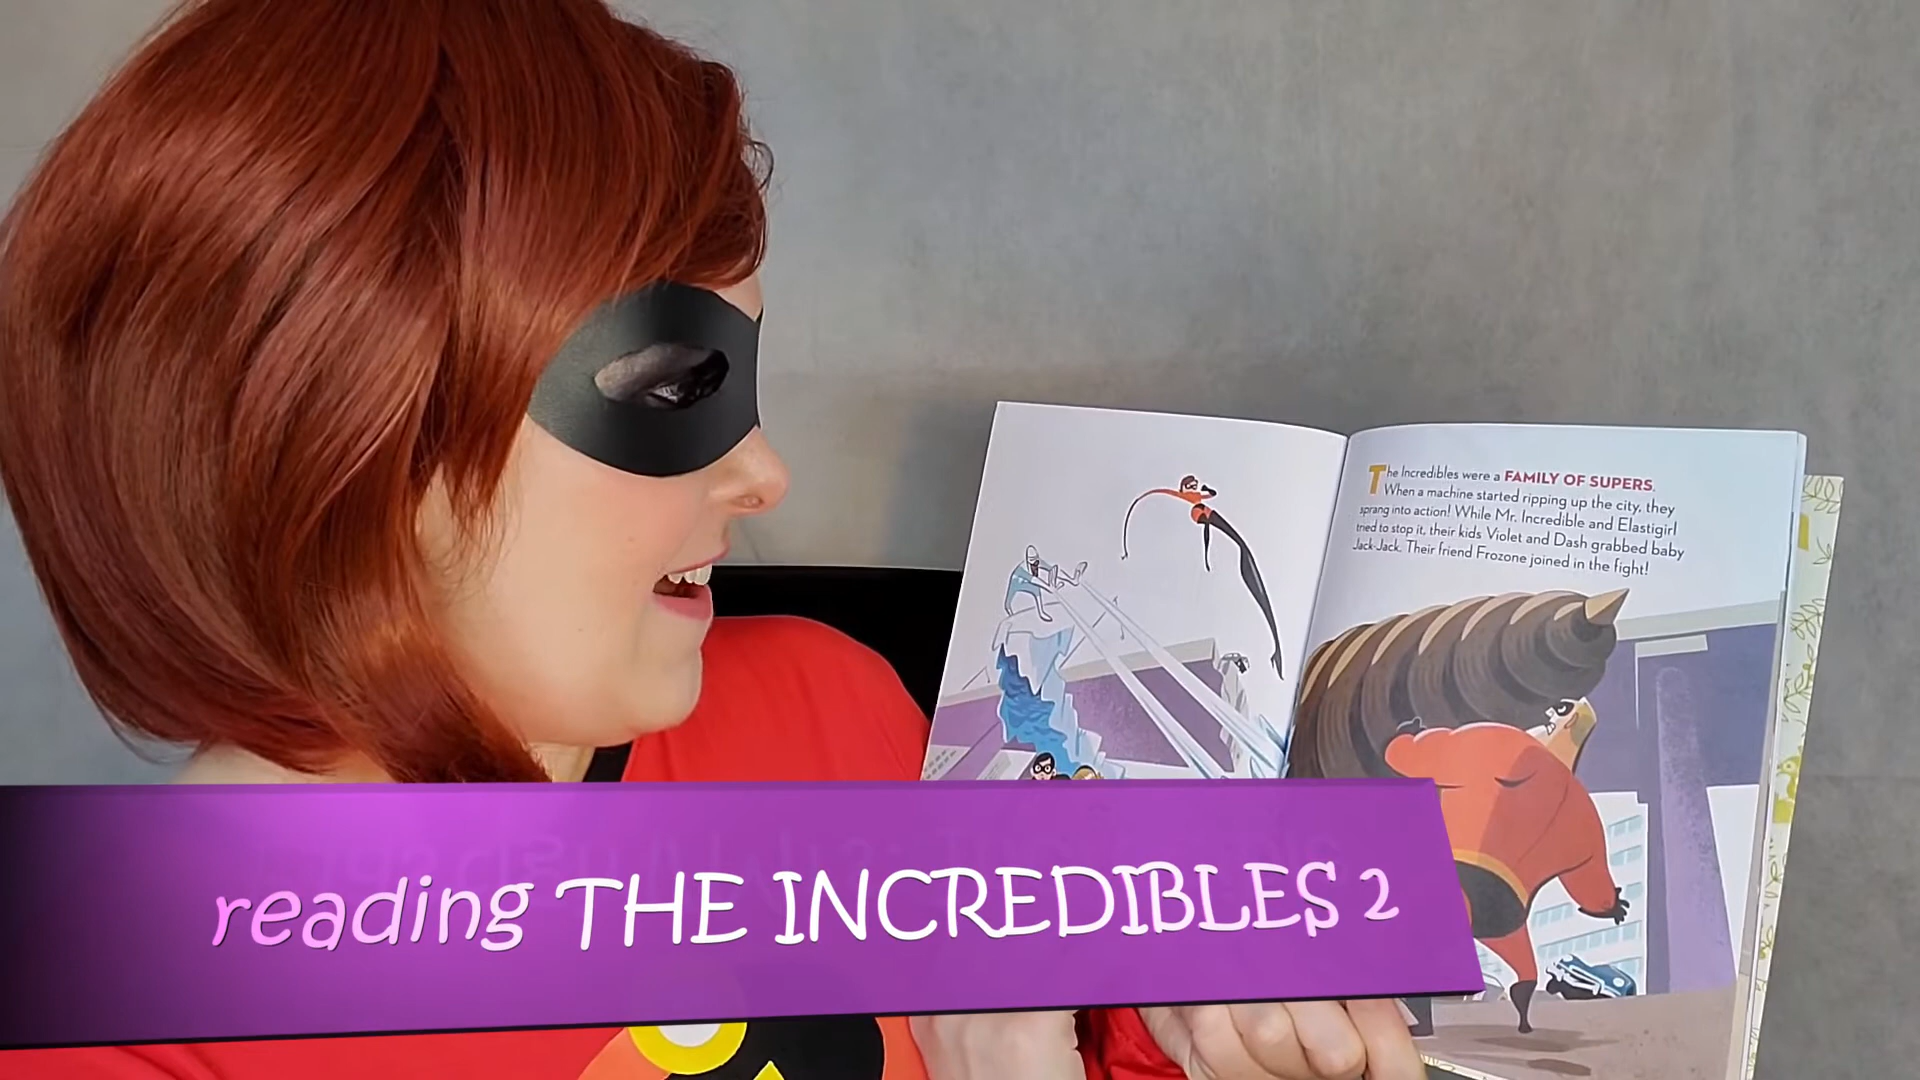 The Incredibles were a FAMILY OF SUPERS.
When a machine started ripping up the city, they
sprang into action! While Mr. Incredible and Elastigirl
tried to stop it, their kids Violet and Dash grabbed baby
Jack-Jack. Their friend Frozone joined in the fight!
reading THE INCREDIBLES 2